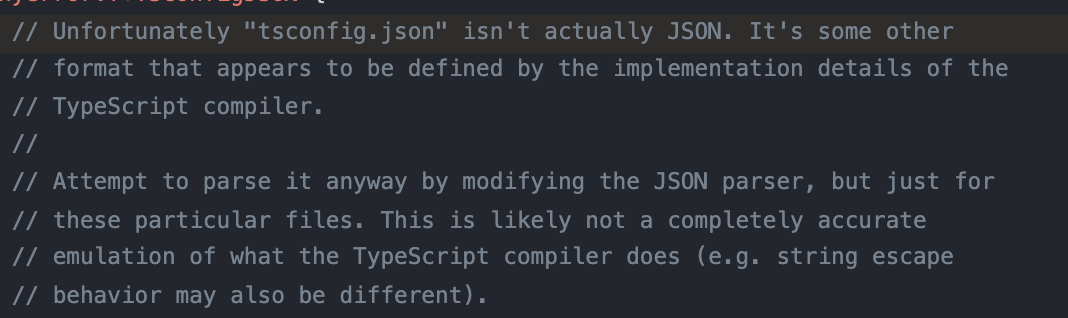 // Unfortunately "tsconfig.json" isn't actually JSON. It's some other
// format that appears to be defined by the implementation details of the
// TypeScript compiler.
//
// Attempt to parse it anyway by modifying the JSON parser, but just for
// these particular files. This is likely not a completely accurate
// emulation of what the TypeScript compiler does (e.g. string escape
// behavior may also be different).